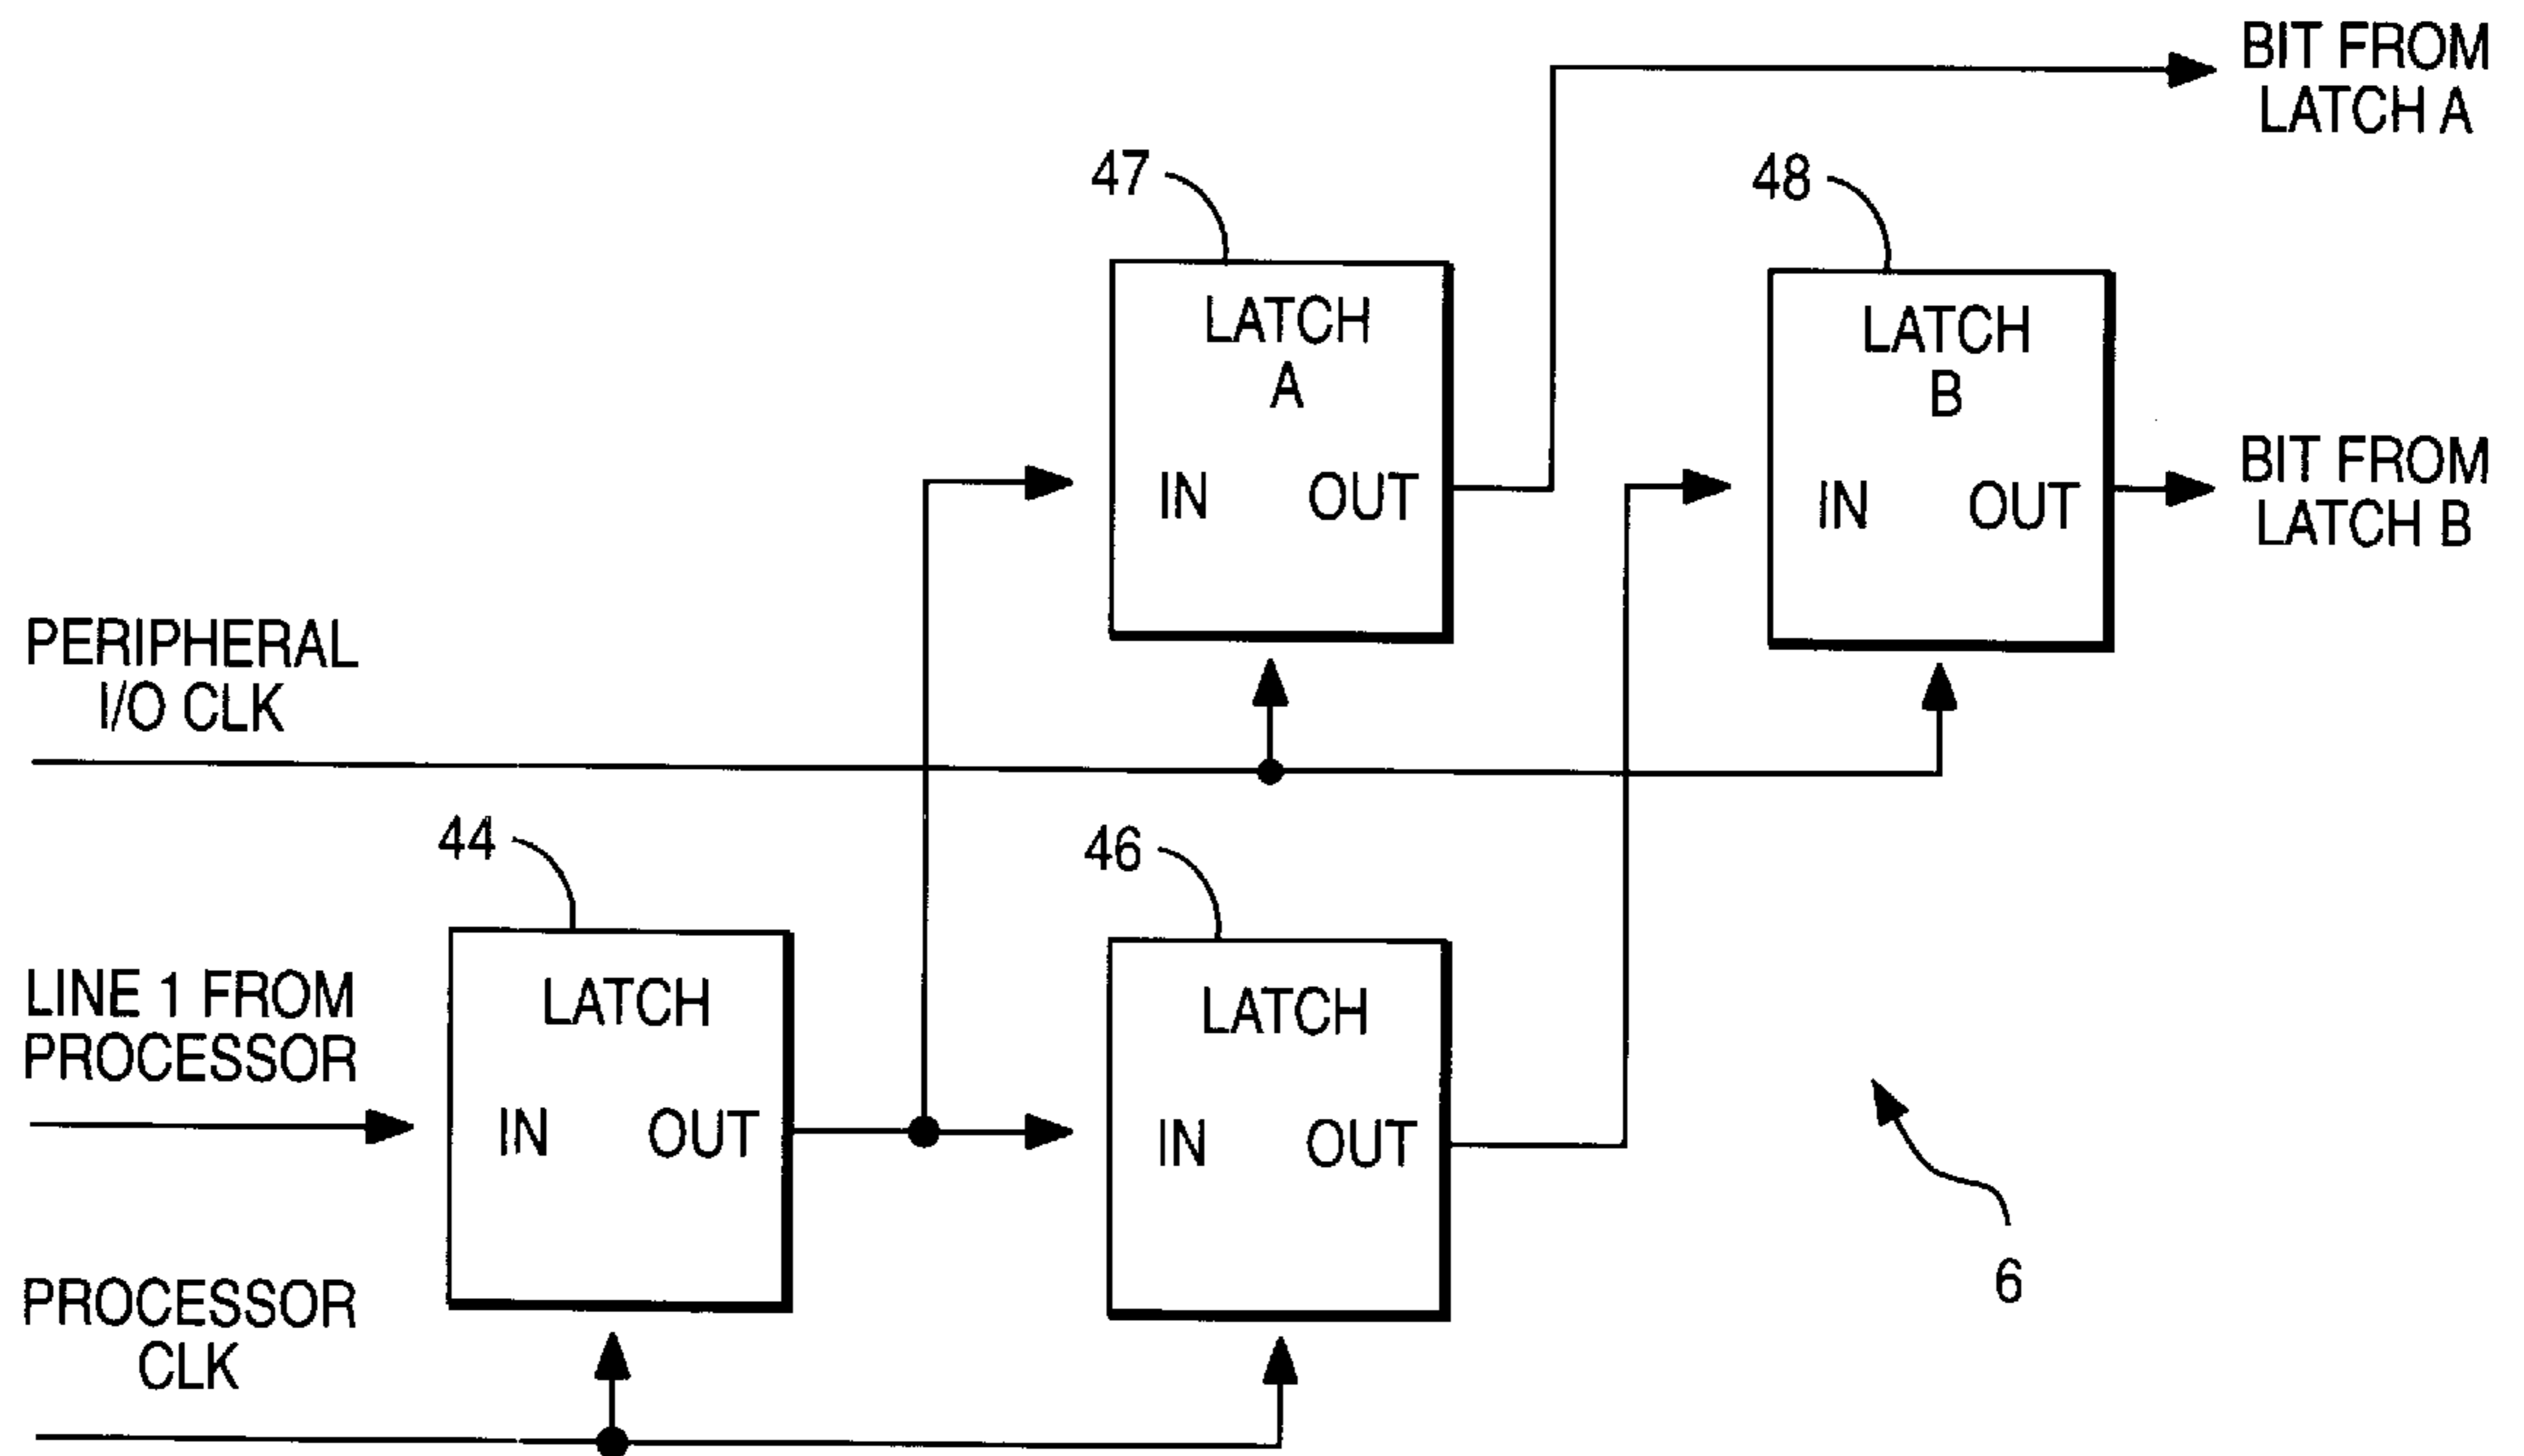 BIT FROM
LATCH A
47
48
LATCH
A
IN OUT
LATCH
B
IN OUT
BIT FROM
LATCH B
PERIPHERAL
I/O CLK
44
46
LINE 1 FROM
PROCESSOR
LATCH
IN OUT
LATCH
IN OUT
PROCESSOR
CLK
6